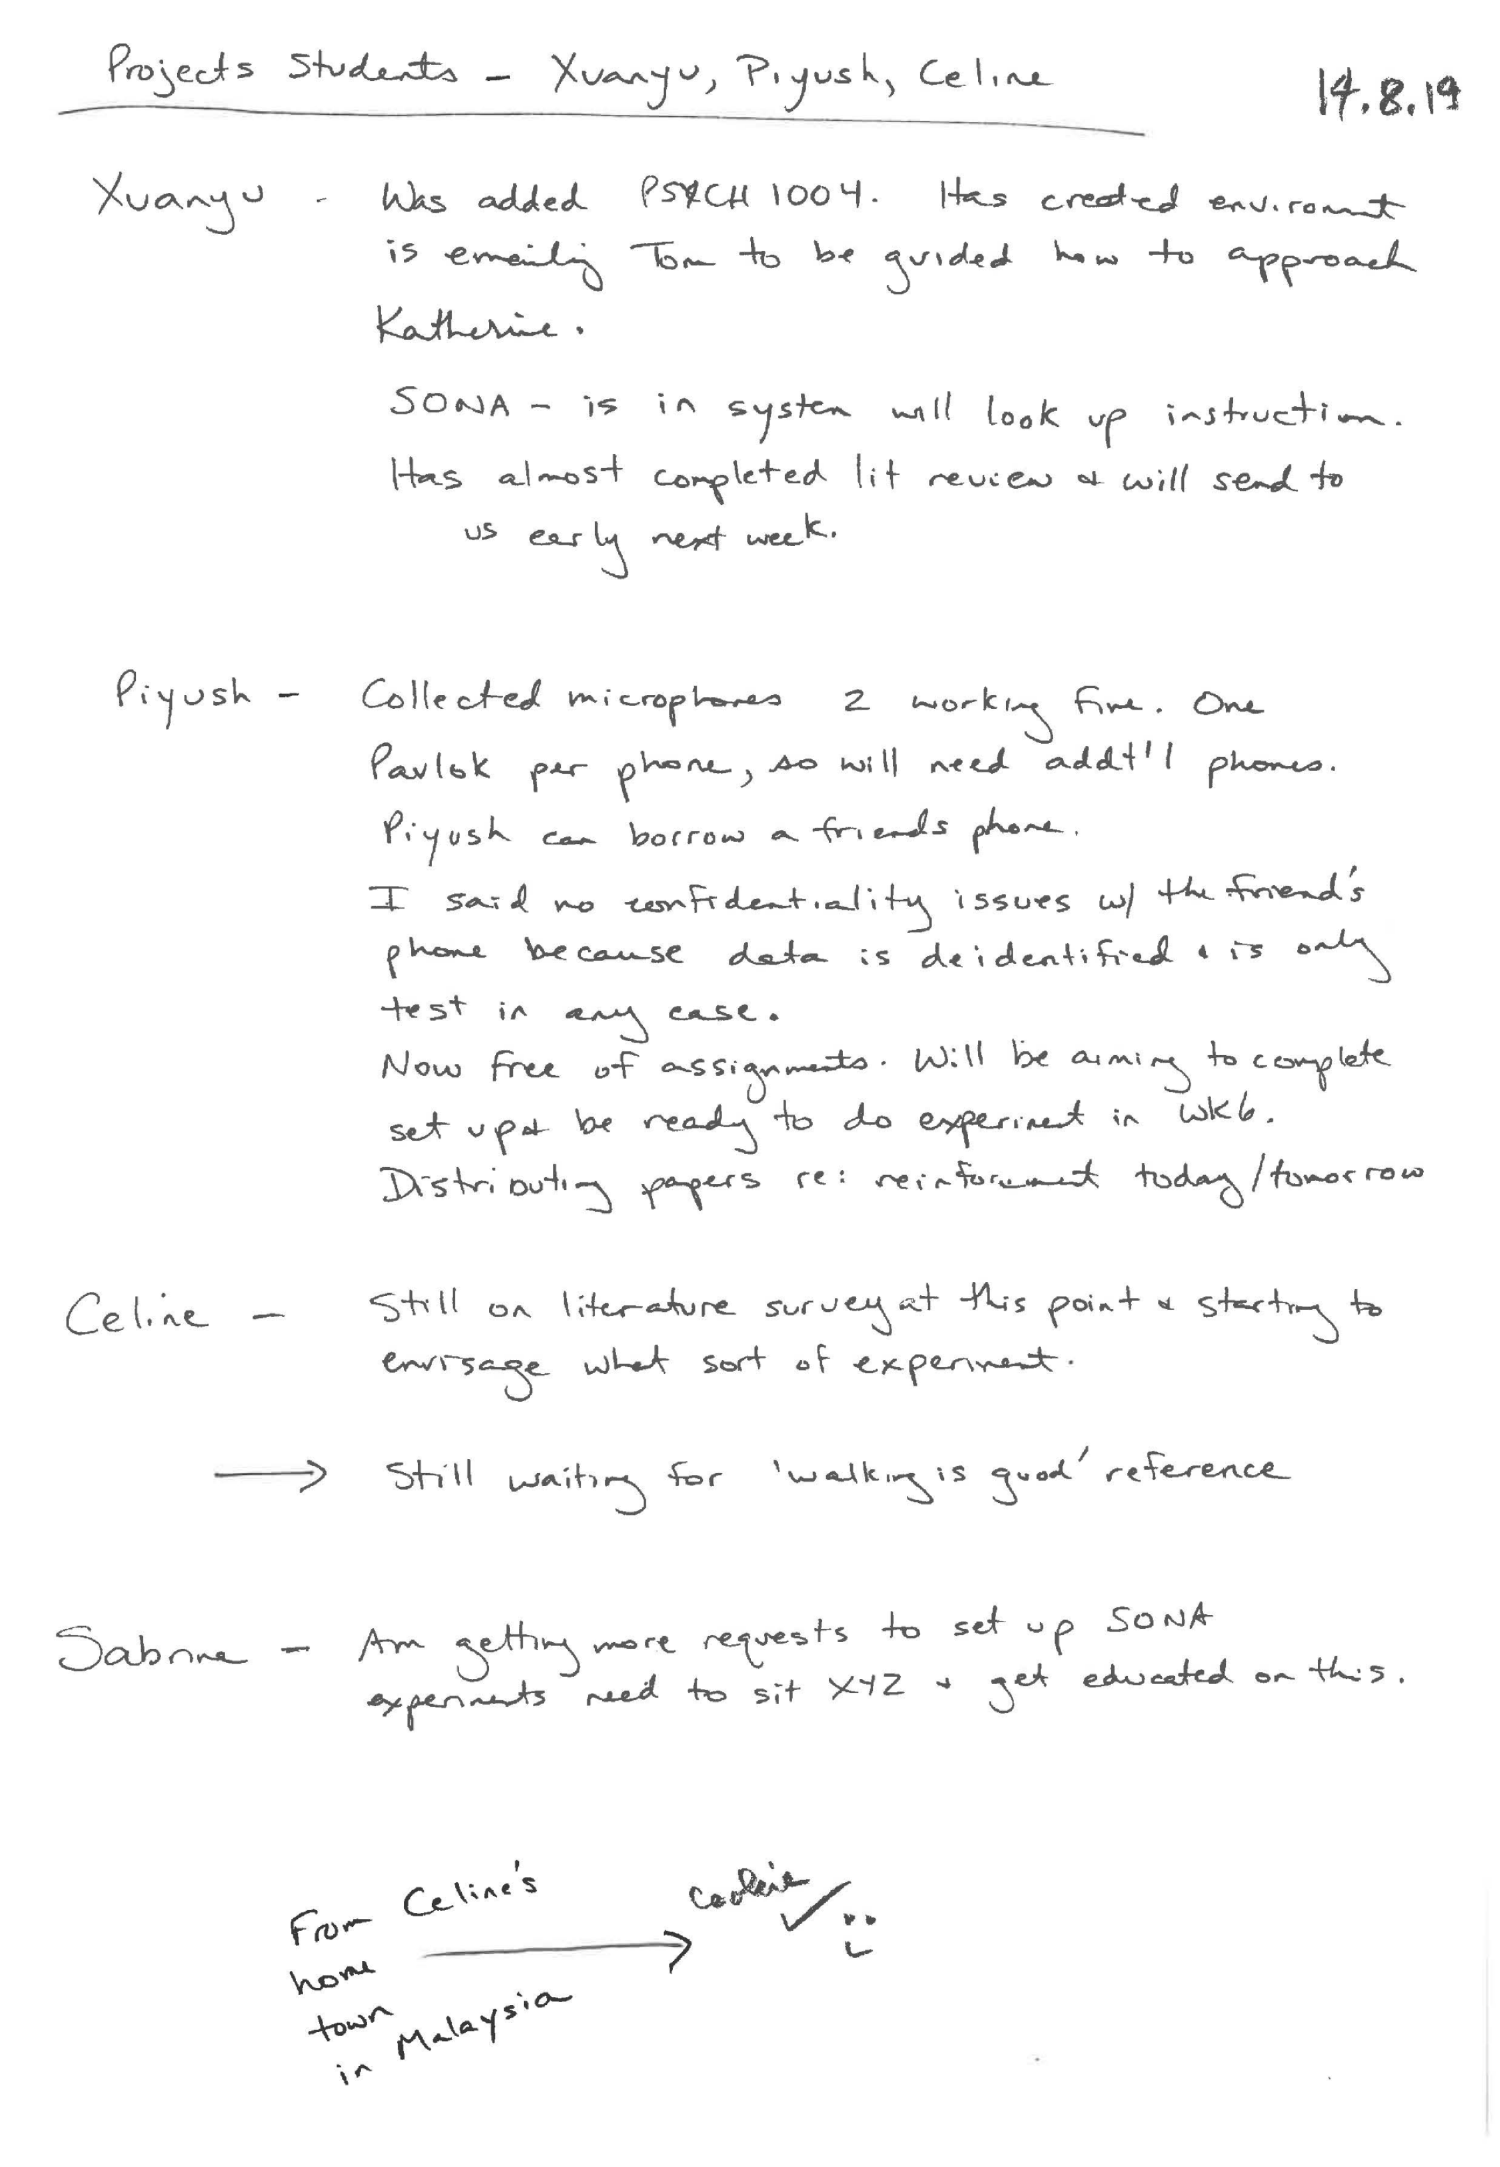 Projects Students - Xuanyu, Piyush, Celine
14.8.19
Xuanyu - Was added PSYCH 1004. Has created enviromnt
is emailing Tom to be guided how to approach
Katherine.
SONA - is in system will look up instruction.
Has almost completed lit review & will send to
us early next week.
Piyush - Collected microphones 2 working fine. One
Pavlok per phone, so will need addt'l phones.
Piyush can borrow a friends phone.
I said no confidentiality issues w/ the friend's
phone because data is deidentified & is only
test in any case.
Now free of assignments. Will be aiming to complete
set up & be ready to do experiment in wk6.
Distributing papers re: reinforcement today/tomorrow
Celine - Still on literature survey at this point & starting to
envisage what sort of experiment.
→ Still waiting for 'walking is good' reference
Sabrina - Am getting more requests to set up SONA
experiments need to sit XYZ & get educated on this.
From Celine's
home
town
in Malaysia
→ cookie ✓